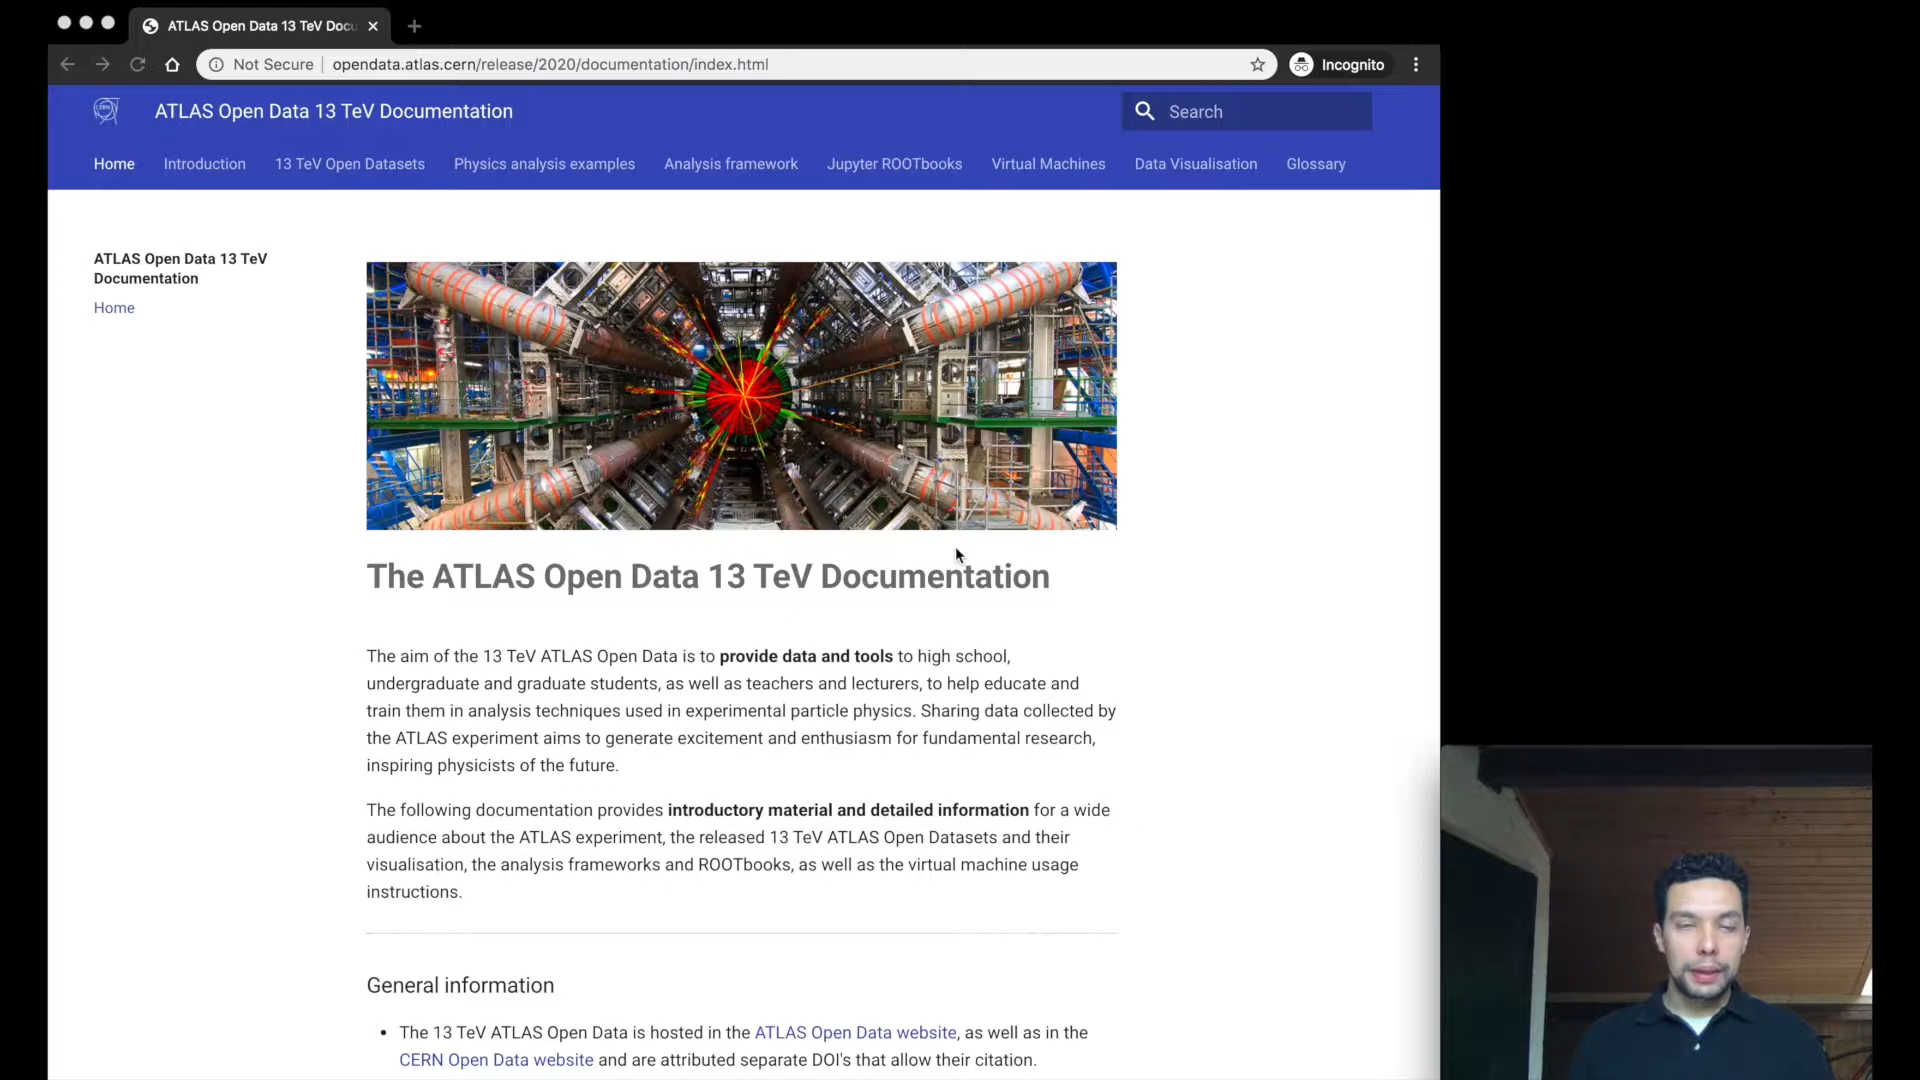 ATLAS Open Data 13 TeV Docu
Not Secure | opendata.atlas.cern/release/2020/documentation/index.html
Incognito
CERN
ATLAS Open Data 13 TeV Documentation
Search
Home Introduction 13 TeV Open Datasets Physics analysis examples Analysis framework Jupyter ROOTbooks Virtual Machines Data Visualisation Glossary
ATLAS Open Data 13 TeV
Documentation
Home
The ATLAS Open Data 13 TeV Documentation
The aim of the 13 TeV ATLAS Open Data is to provide data and tools to high school,
undergraduate and graduate students, as well as teachers and lecturers, to help educate and
train them in analysis techniques used in experimental particle physics. Sharing data collected by
the ATLAS experiment aims to generate excitement and enthusiasm for fundamental research,
inspiring physicists of the future.
The following documentation provides introductory material and detailed information for a wide
audience about the ATLAS experiment, the released 13 TeV ATLAS Open Datasets and their
visualisation, the analysis frameworks and ROOTbooks, as well as the virtual machine usage
instructions.
General information
• The 13 TeV ATLAS Open Data is hosted in the ATLAS Open Data website, as well as in the
CERN Open Data website and are attributed separate DOI's that allow their citation.